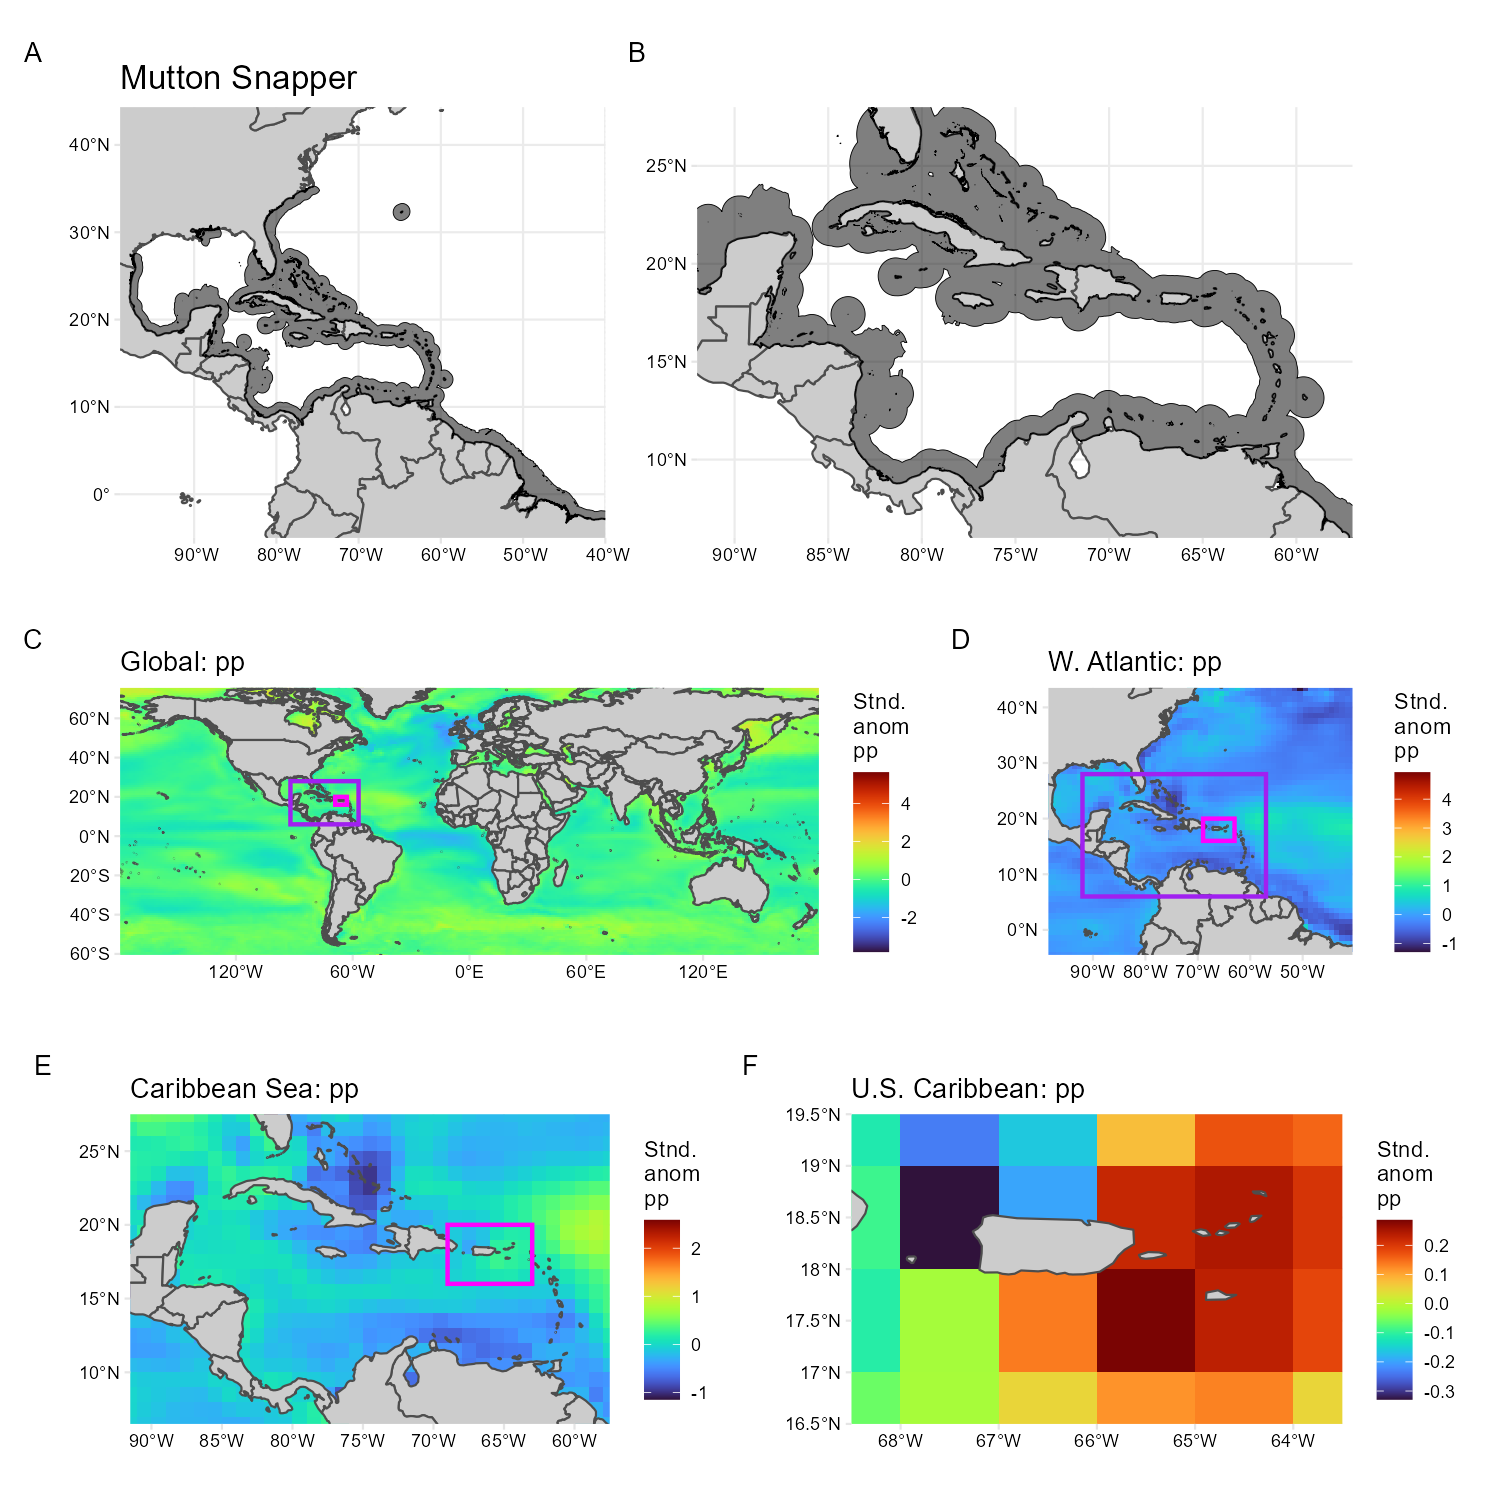 A
B
Mutton Snapper
40°N
30°N
20°N
10°N
0°
90°W 80°W 70°W 60°W 50°W 40°W
25°N
20°N
15°N
10°N
90°W 85°W 80°W 75°W 70°W 65°W 60°W
C
D
Global: pp
60°N
40°N
20°N
0°N
20°S
40°S
60°S
120°W 60°W 0°E 60°E 120°E
Stnd.
anom
pp
4
2
0
-2
W. Atlantic: pp
40°N
30°N
20°N
10°N
0°N
90°W 80°W 70°W 60°W 50°W
Stnd.
anom
pp
4
3
2
1
0
-1
E
F
Caribbean Sea: pp
25°N
20°N
15°N
10°N
90°W 85°W 80°W 75°W 70°W 65°W 60°W
Stnd.
anom
pp
2
1
0
-1
U.S. Caribbean: pp
19.5°N
19°N
18.5°N
18°N
17.5°N
17°N
16.5°N
68°W 67°W 66°W 65°W 64°W
Stnd.
anom
pp
0.2
0.1
0.0
-0.1
-0.2
-0.3